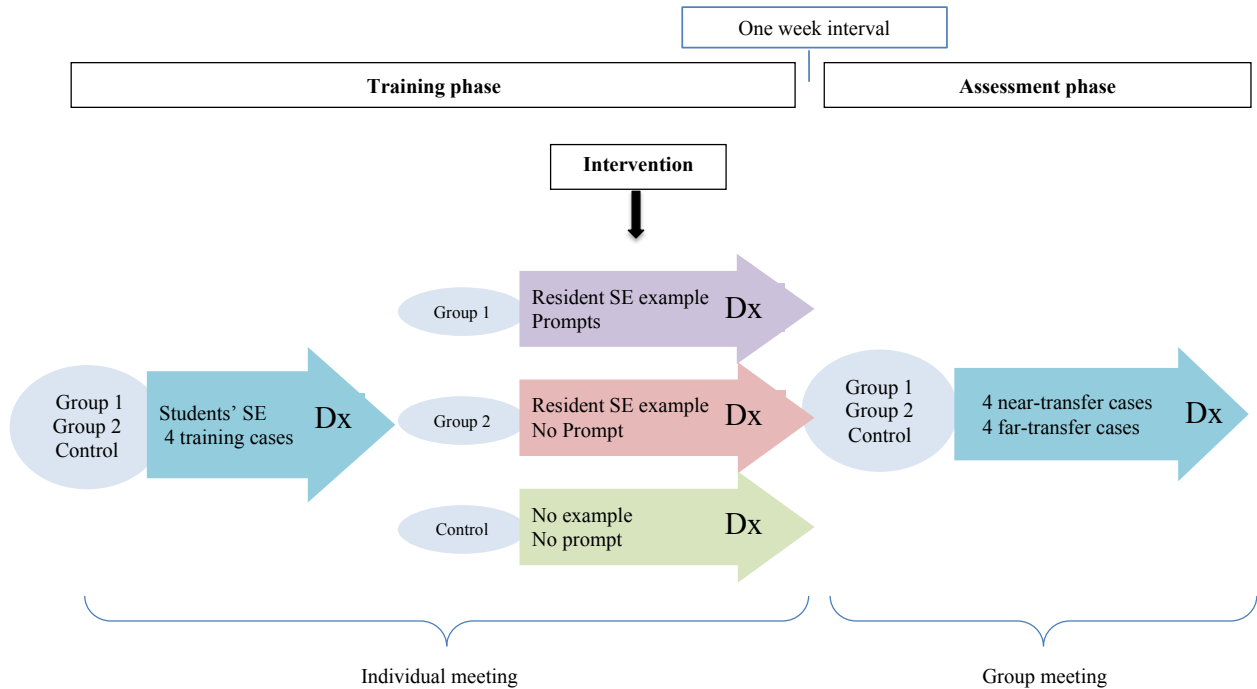 One week interval
Training phase
Assessment phase
Intervention
Group 1
Group 2
Control
Students’ SE
4 training cases
Dx
Group 1
Resident SE example
Prompts
Dx
Group 2
Resident SE example
No Prompt
Dx
Control
No example
No prompt
Dx
Group 1
Group 2
Control
4 near-transfer cases
4 far-transfer cases
Dx
Individual meeting
Group meeting